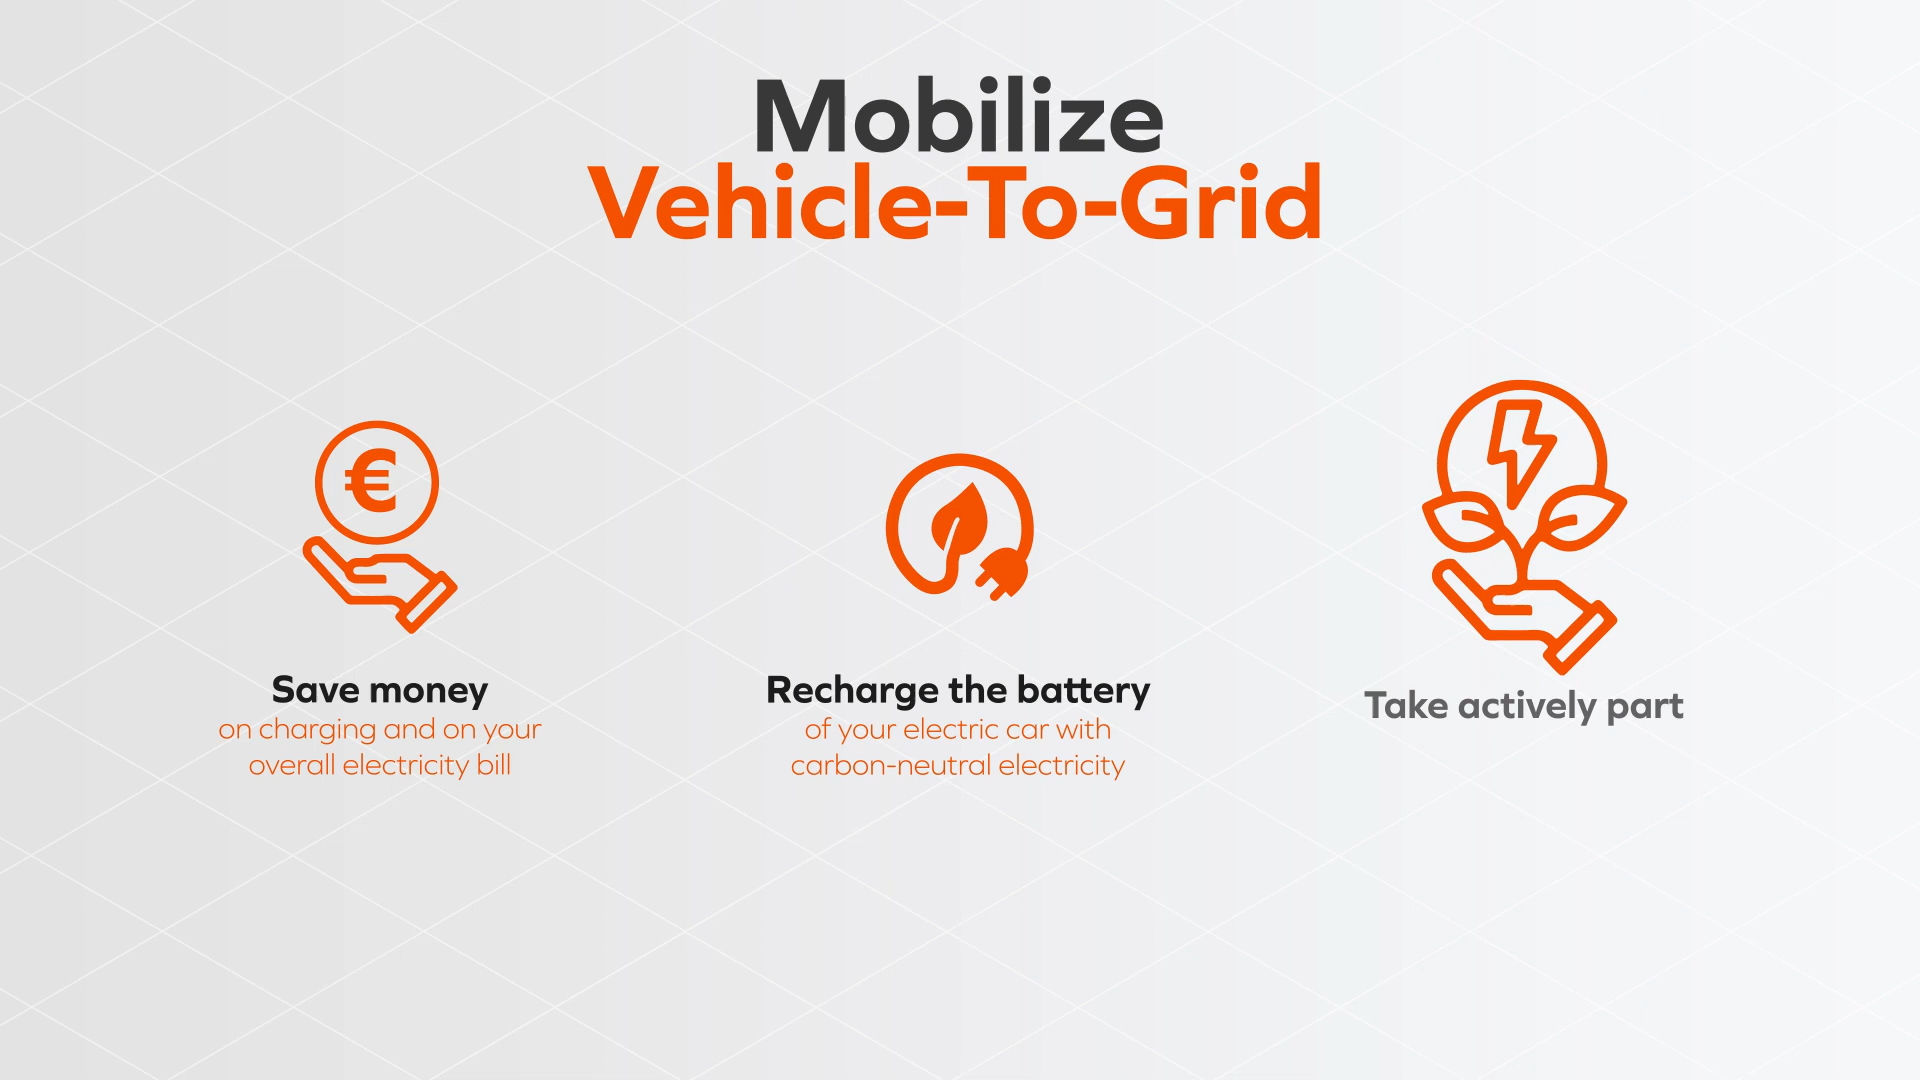 Mobilize
Vehicle-To-Grid
€
Save money
on charging and on your
overall electricity bill
Recharge the battery
of your electric car with
carbon-neutral electricity
Take actively part